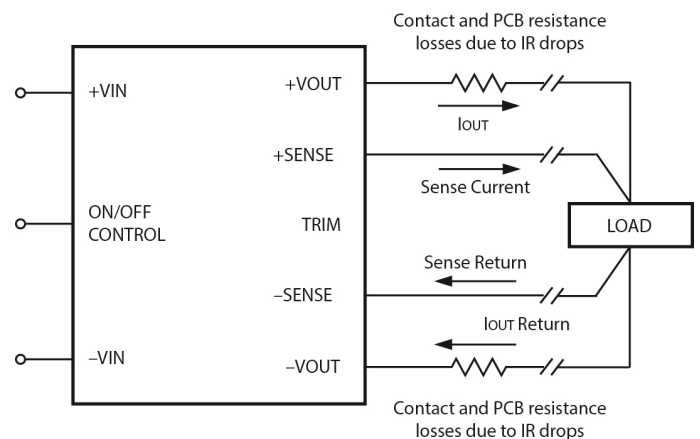 Contact and PCB resistance
losses due to IR drops
+VIN
+VOUT
IOUT
+SENSE
Sense Current
ON/OFF
CONTROL
TRIM
LOAD
Sense Return
–SENSE
IOUT Return
–VIN
–VOUT
Contact and PCB resistance
losses due to IR drops